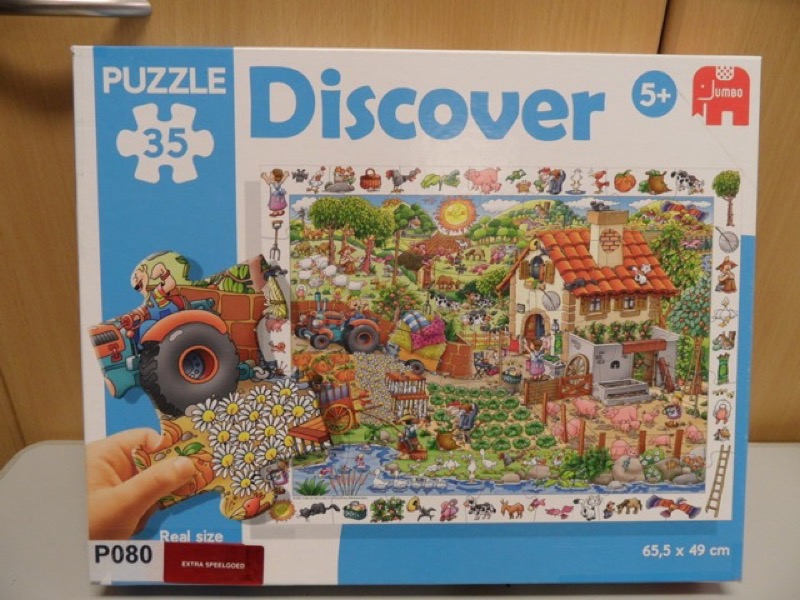 PUZZLE
35
Discover
5+
JUMBO
Real size
P080
EXTRA SPEELGOED
65,5 x 49 cm